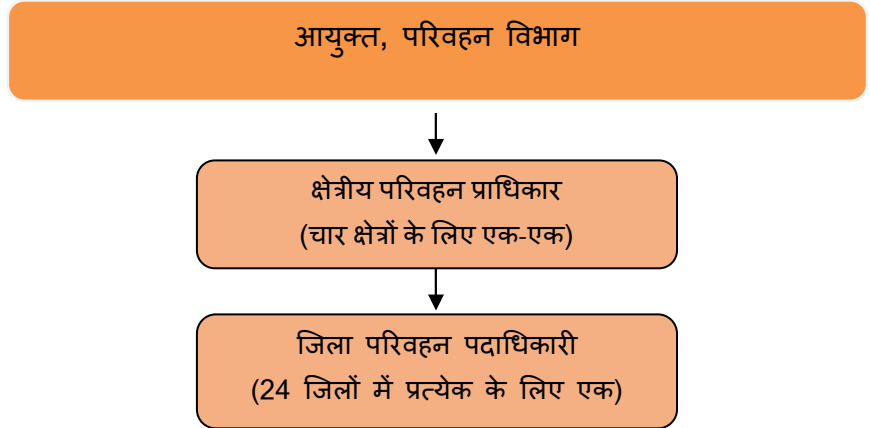 आयुक्त, परिवहन विभाग
क्षेत्रीय परिवहन प्राधिकार
(चार क्षेत्रों के लिए एक-एक)
जिला परिवहन पदाधिकारी
(24 जिलों में प्रत्येक के लिए एक)